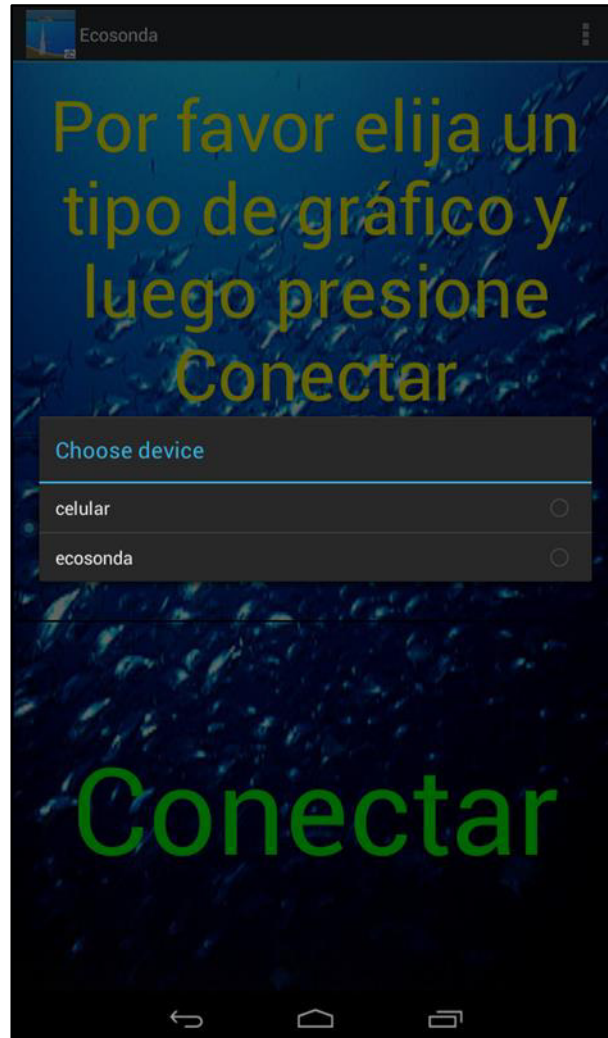 Ecosonda
Por favor elija un
tipo de gráfico y
luego presione
Conectar
Choose device
celular
ecosonda
Conectar